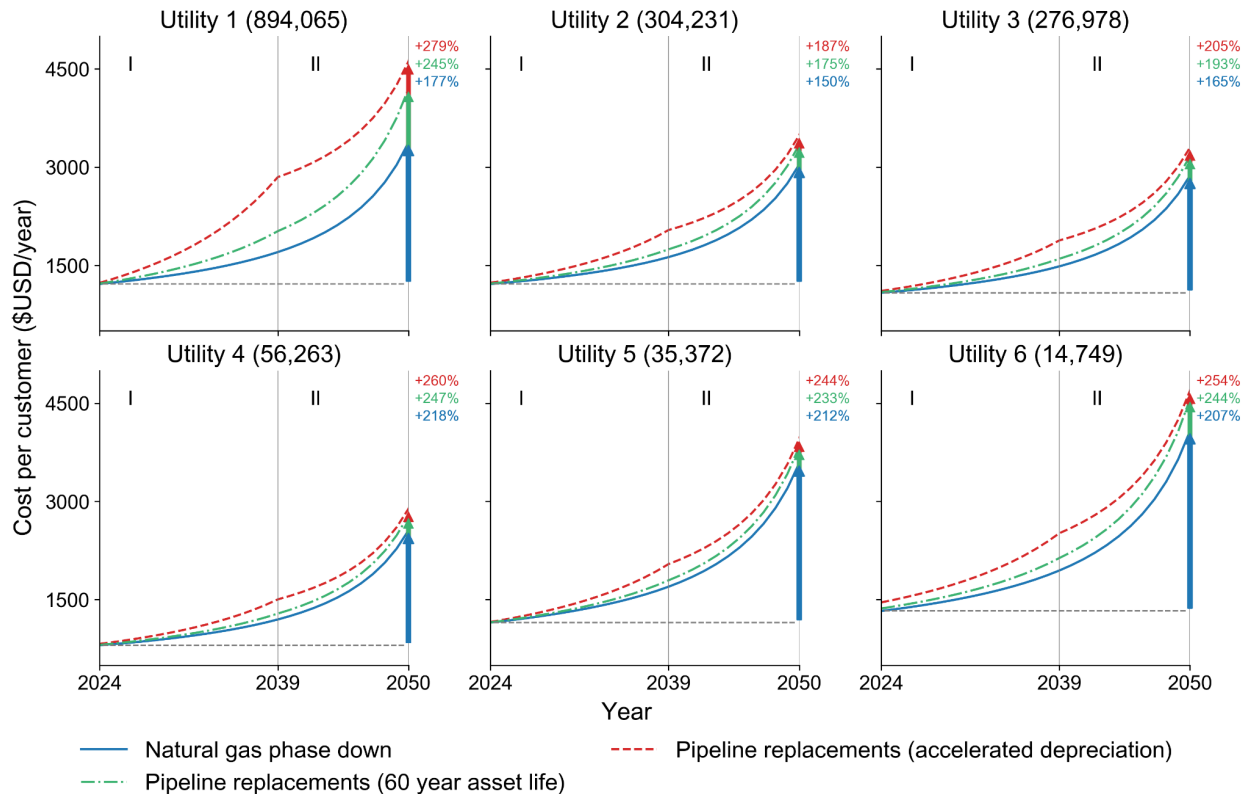 Utility 1 (894,065)
Utility 2 (304,231)
Utility 3 (276,978)
4500
3000
1500
I
II
+279%
+245%
+177%
I
II
+187%
+175%
+150%
I
II
+205%
+193%
+165%
Cost per customer ($USD/year)
Utility 4 (56,263)
Utility 5 (35,372)
Utility 6 (14,749)
4500
3000
1500
I
II
+260%
+247%
+218%
I
II
+244%
+233%
+212%
I
II
+254%
+244%
+207%
2024
2039
2050
2024
2039
2050
2024
2039
2050
Year
Natural gas phase down
Pipeline replacements (60 year asset life)
Pipeline replacements (accelerated depreciation)